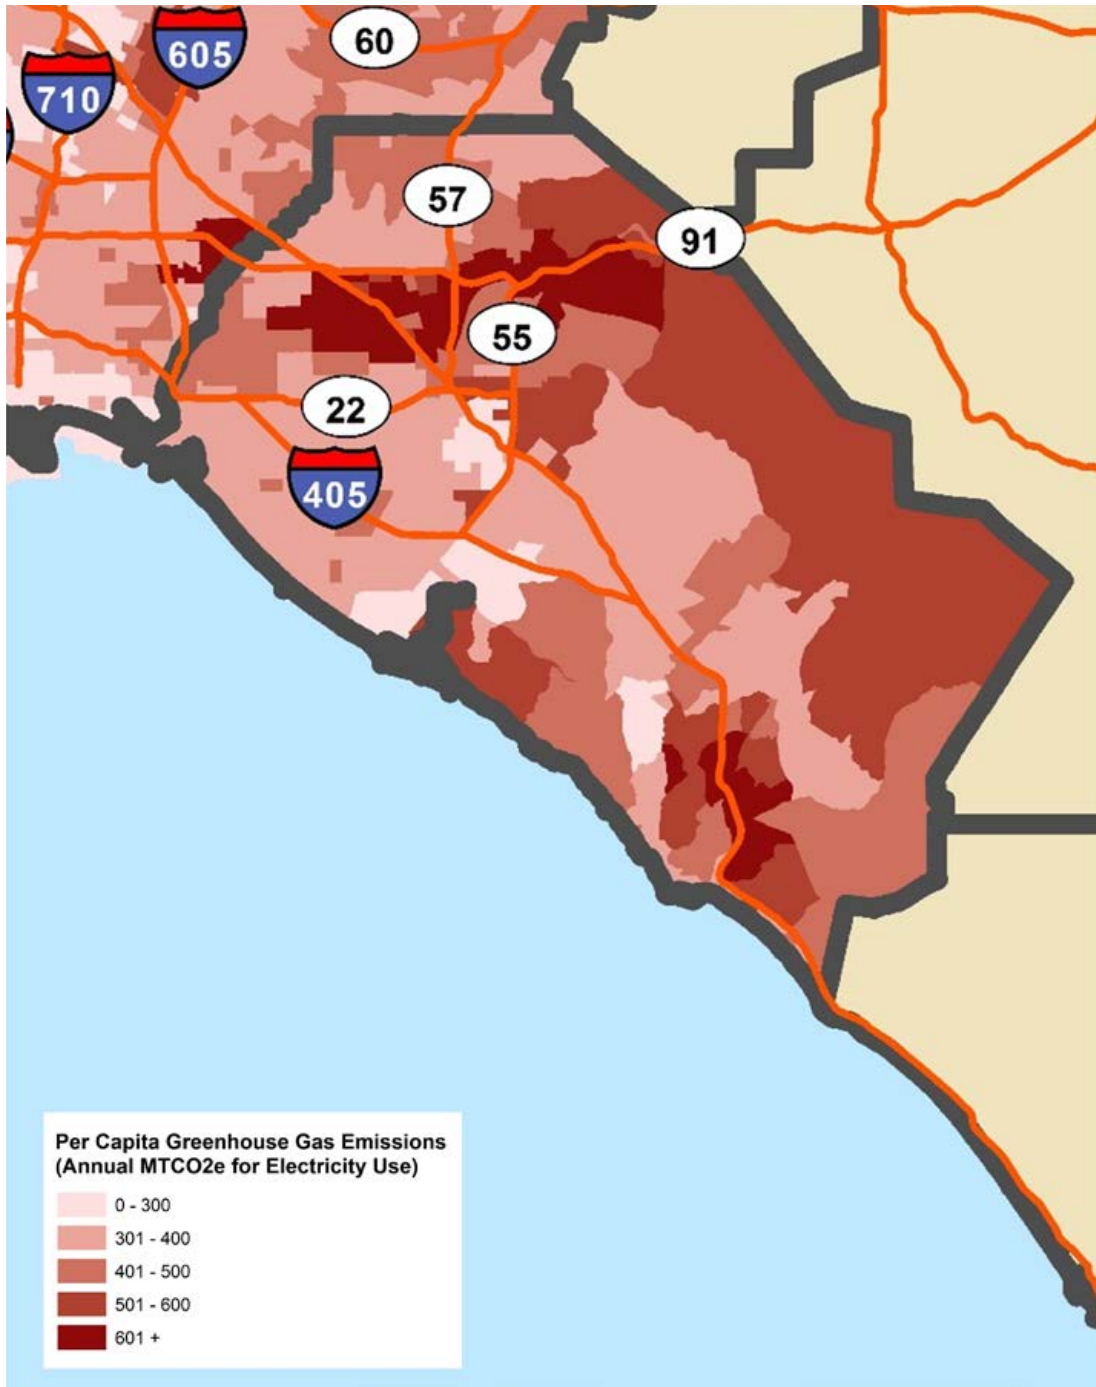 605
60
710
57
91
55
22
405
Per Capita Greenhouse Gas Emissions
(Annual MTCO2e for Electricity Use)
0 - 300
301 - 400
401 - 500
501 - 600
601 +